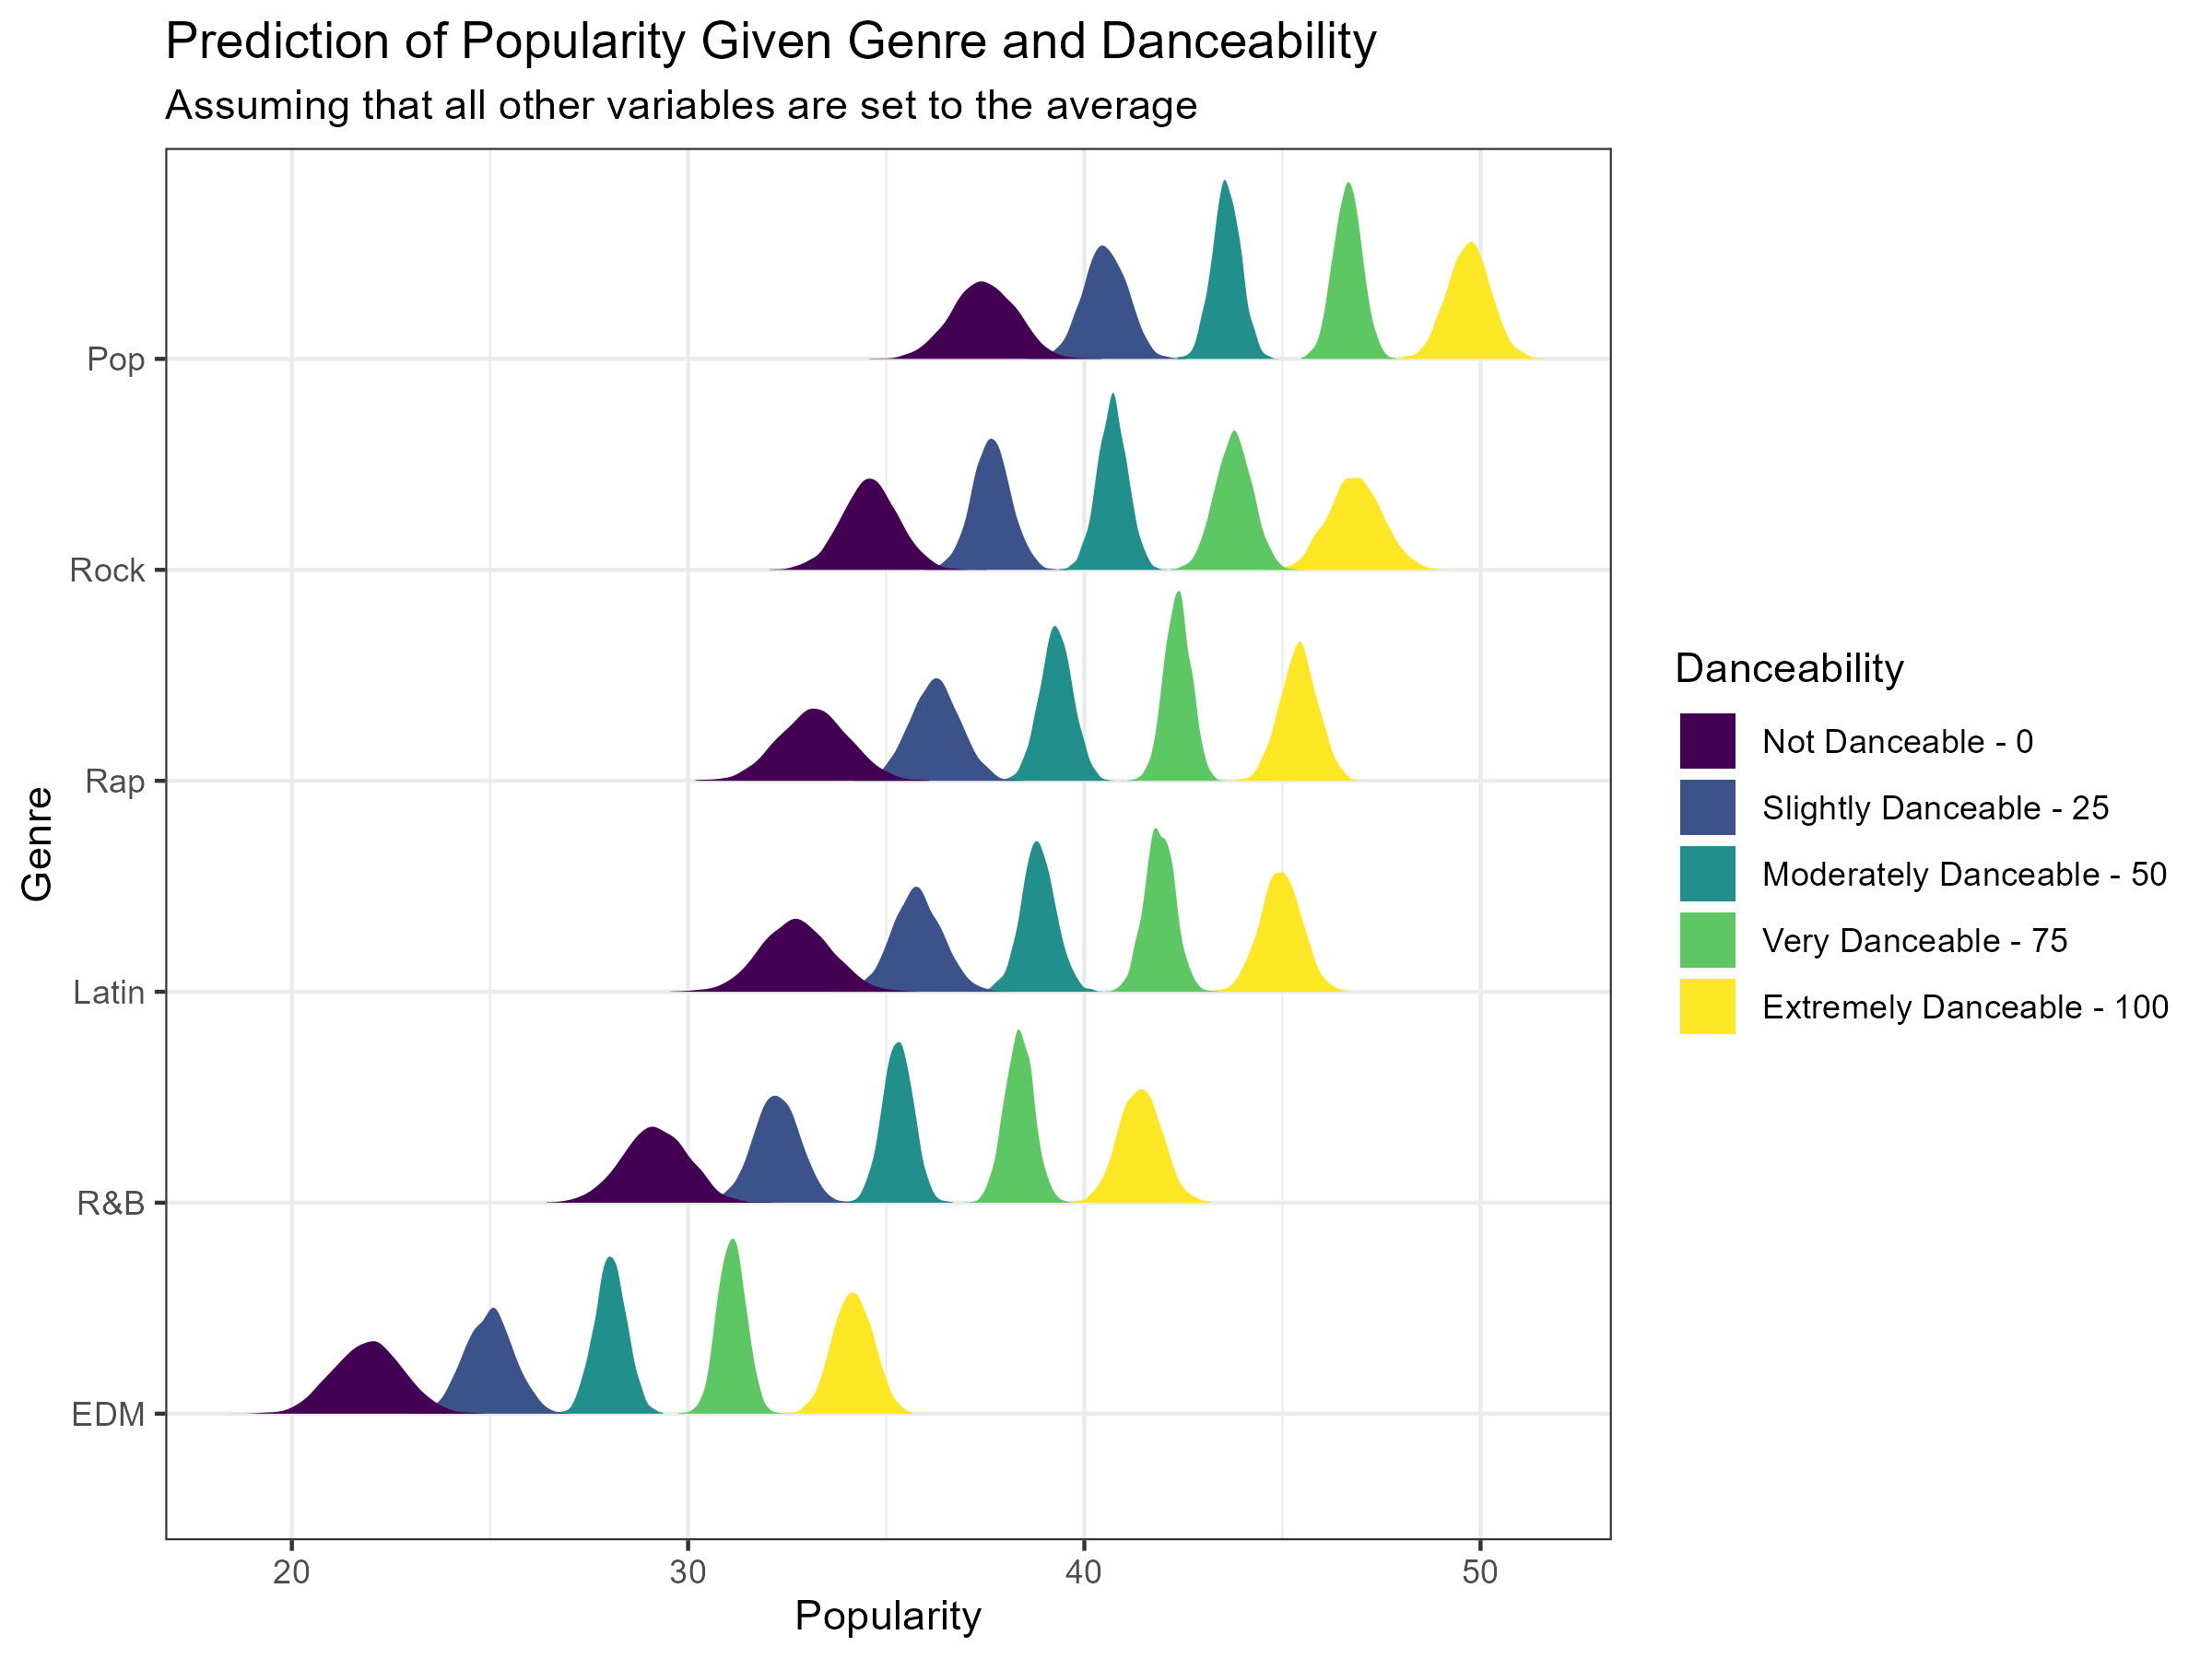 Prediction of Popularity Given Genre and Danceability
Assuming that all other variables are set to the average
Pop
Rock
Rap
Latin
R&B
EDM
Genre
20
30
40
50
Popularity
Danceability
Not Danceable - 0
Slightly Danceable - 25
Moderately Danceable - 50
Very Danceable - 75
Extremely Danceable - 100